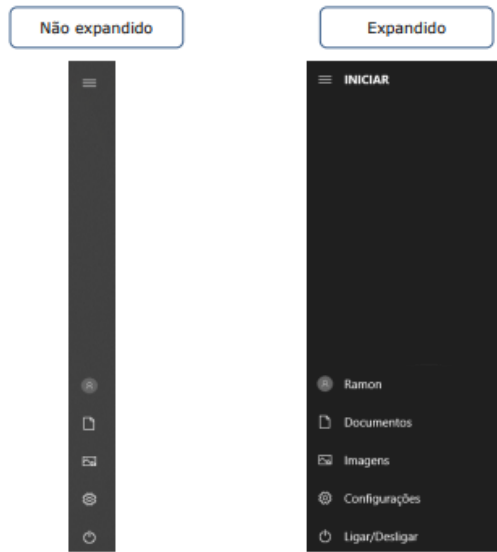 Não expandido
Expandido
INICIAR
Ramon
Documentos
Imagens
Configurações
Ligar/Desligar